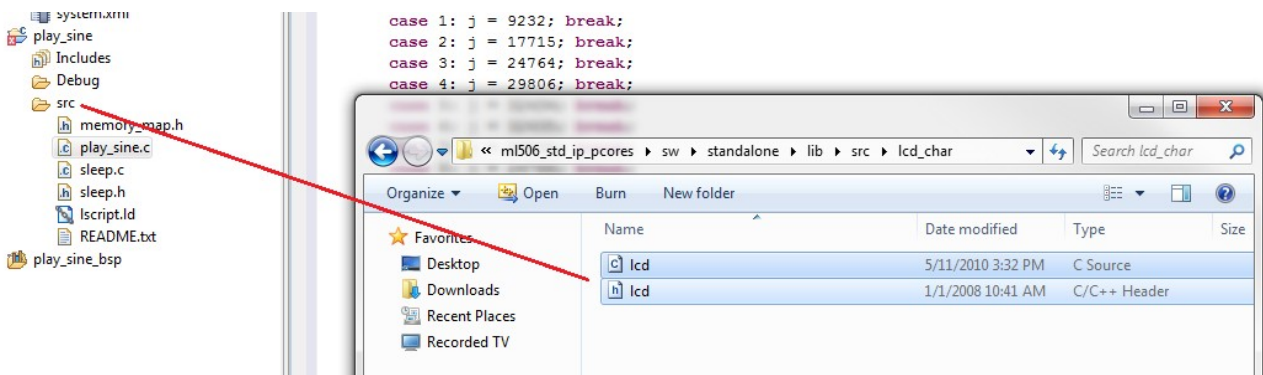 system.xml
play_sine
Includes
Debug
src
memory_map.h
play_sine.c
sleep.c
sleep.h
lscript.ld
README.txt
play_sine_bsp
case 1: j = 9232; break;
case 2: j = 17715; break;
case 3: j = 24764; break;
case 4: j = 29806; break;
« ml506_std_ip_pcores ▸ sw ▸ standalone ▸ lib ▸ src ▸ lcd_char
Search lcd_char
Organize ▾ Open Burn New folder
Favorites
Desktop
Downloads
Recent Places
Recorded TV
Name Date modified Type Size
lcd 5/11/2010 3:32 PM C Source
lcd 1/1/2008 10:41 AM C/C++ Header